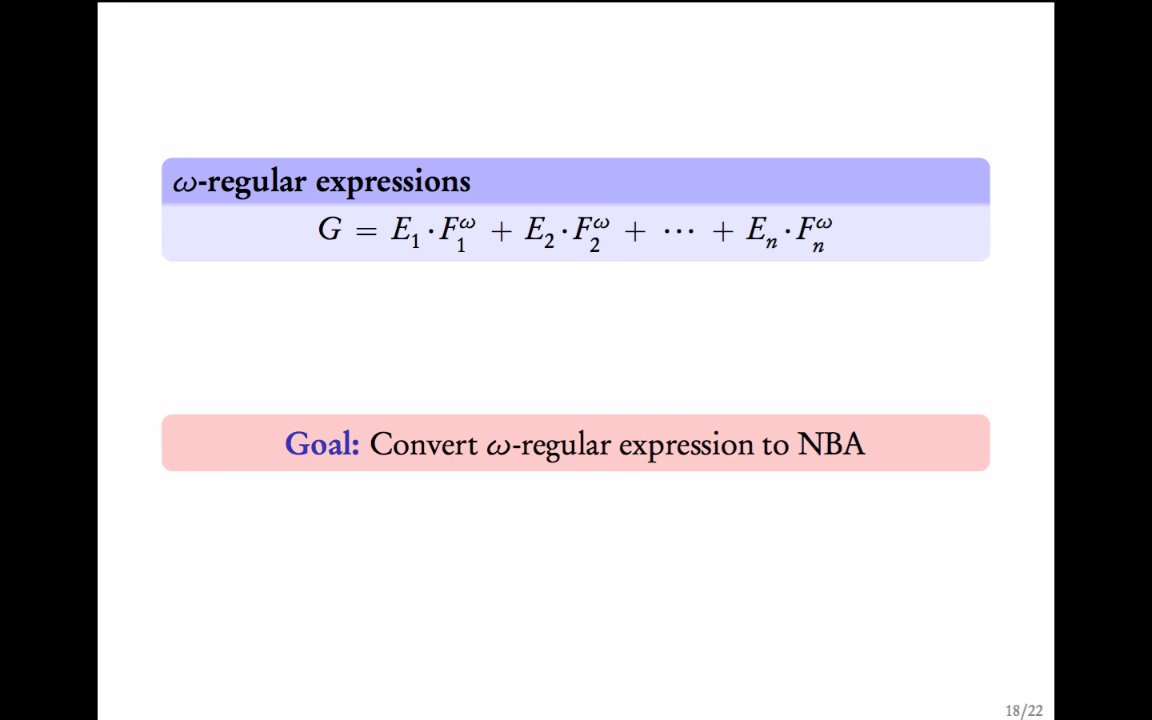 ω-regular expressions
G = E₁ · F₁^ω + E₂ · F₂^ω + ⋯ + Eₙ · Fₙ^ω
Goal: Convert ω-regular expression to NBA
18/22